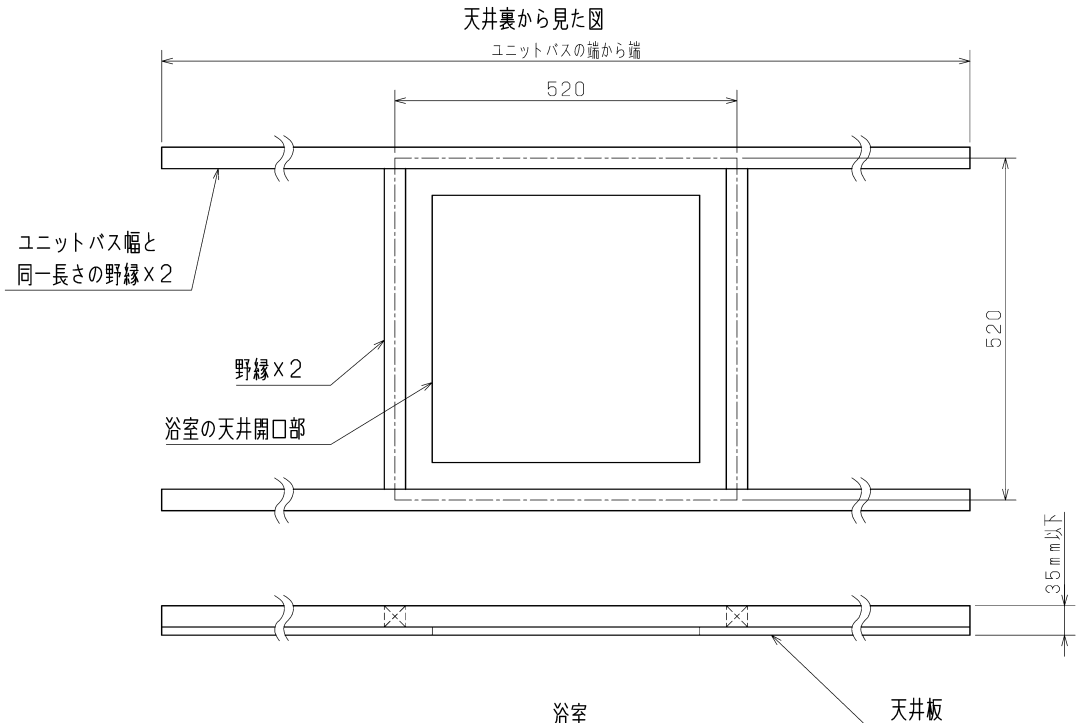 天井裏から見た図
ユニットバスの端から端
520
ユニットバス幅と
同一長さの野縁×2
520
野縁×2
浴室の天井開口部
35mm以下
浴室
天井板